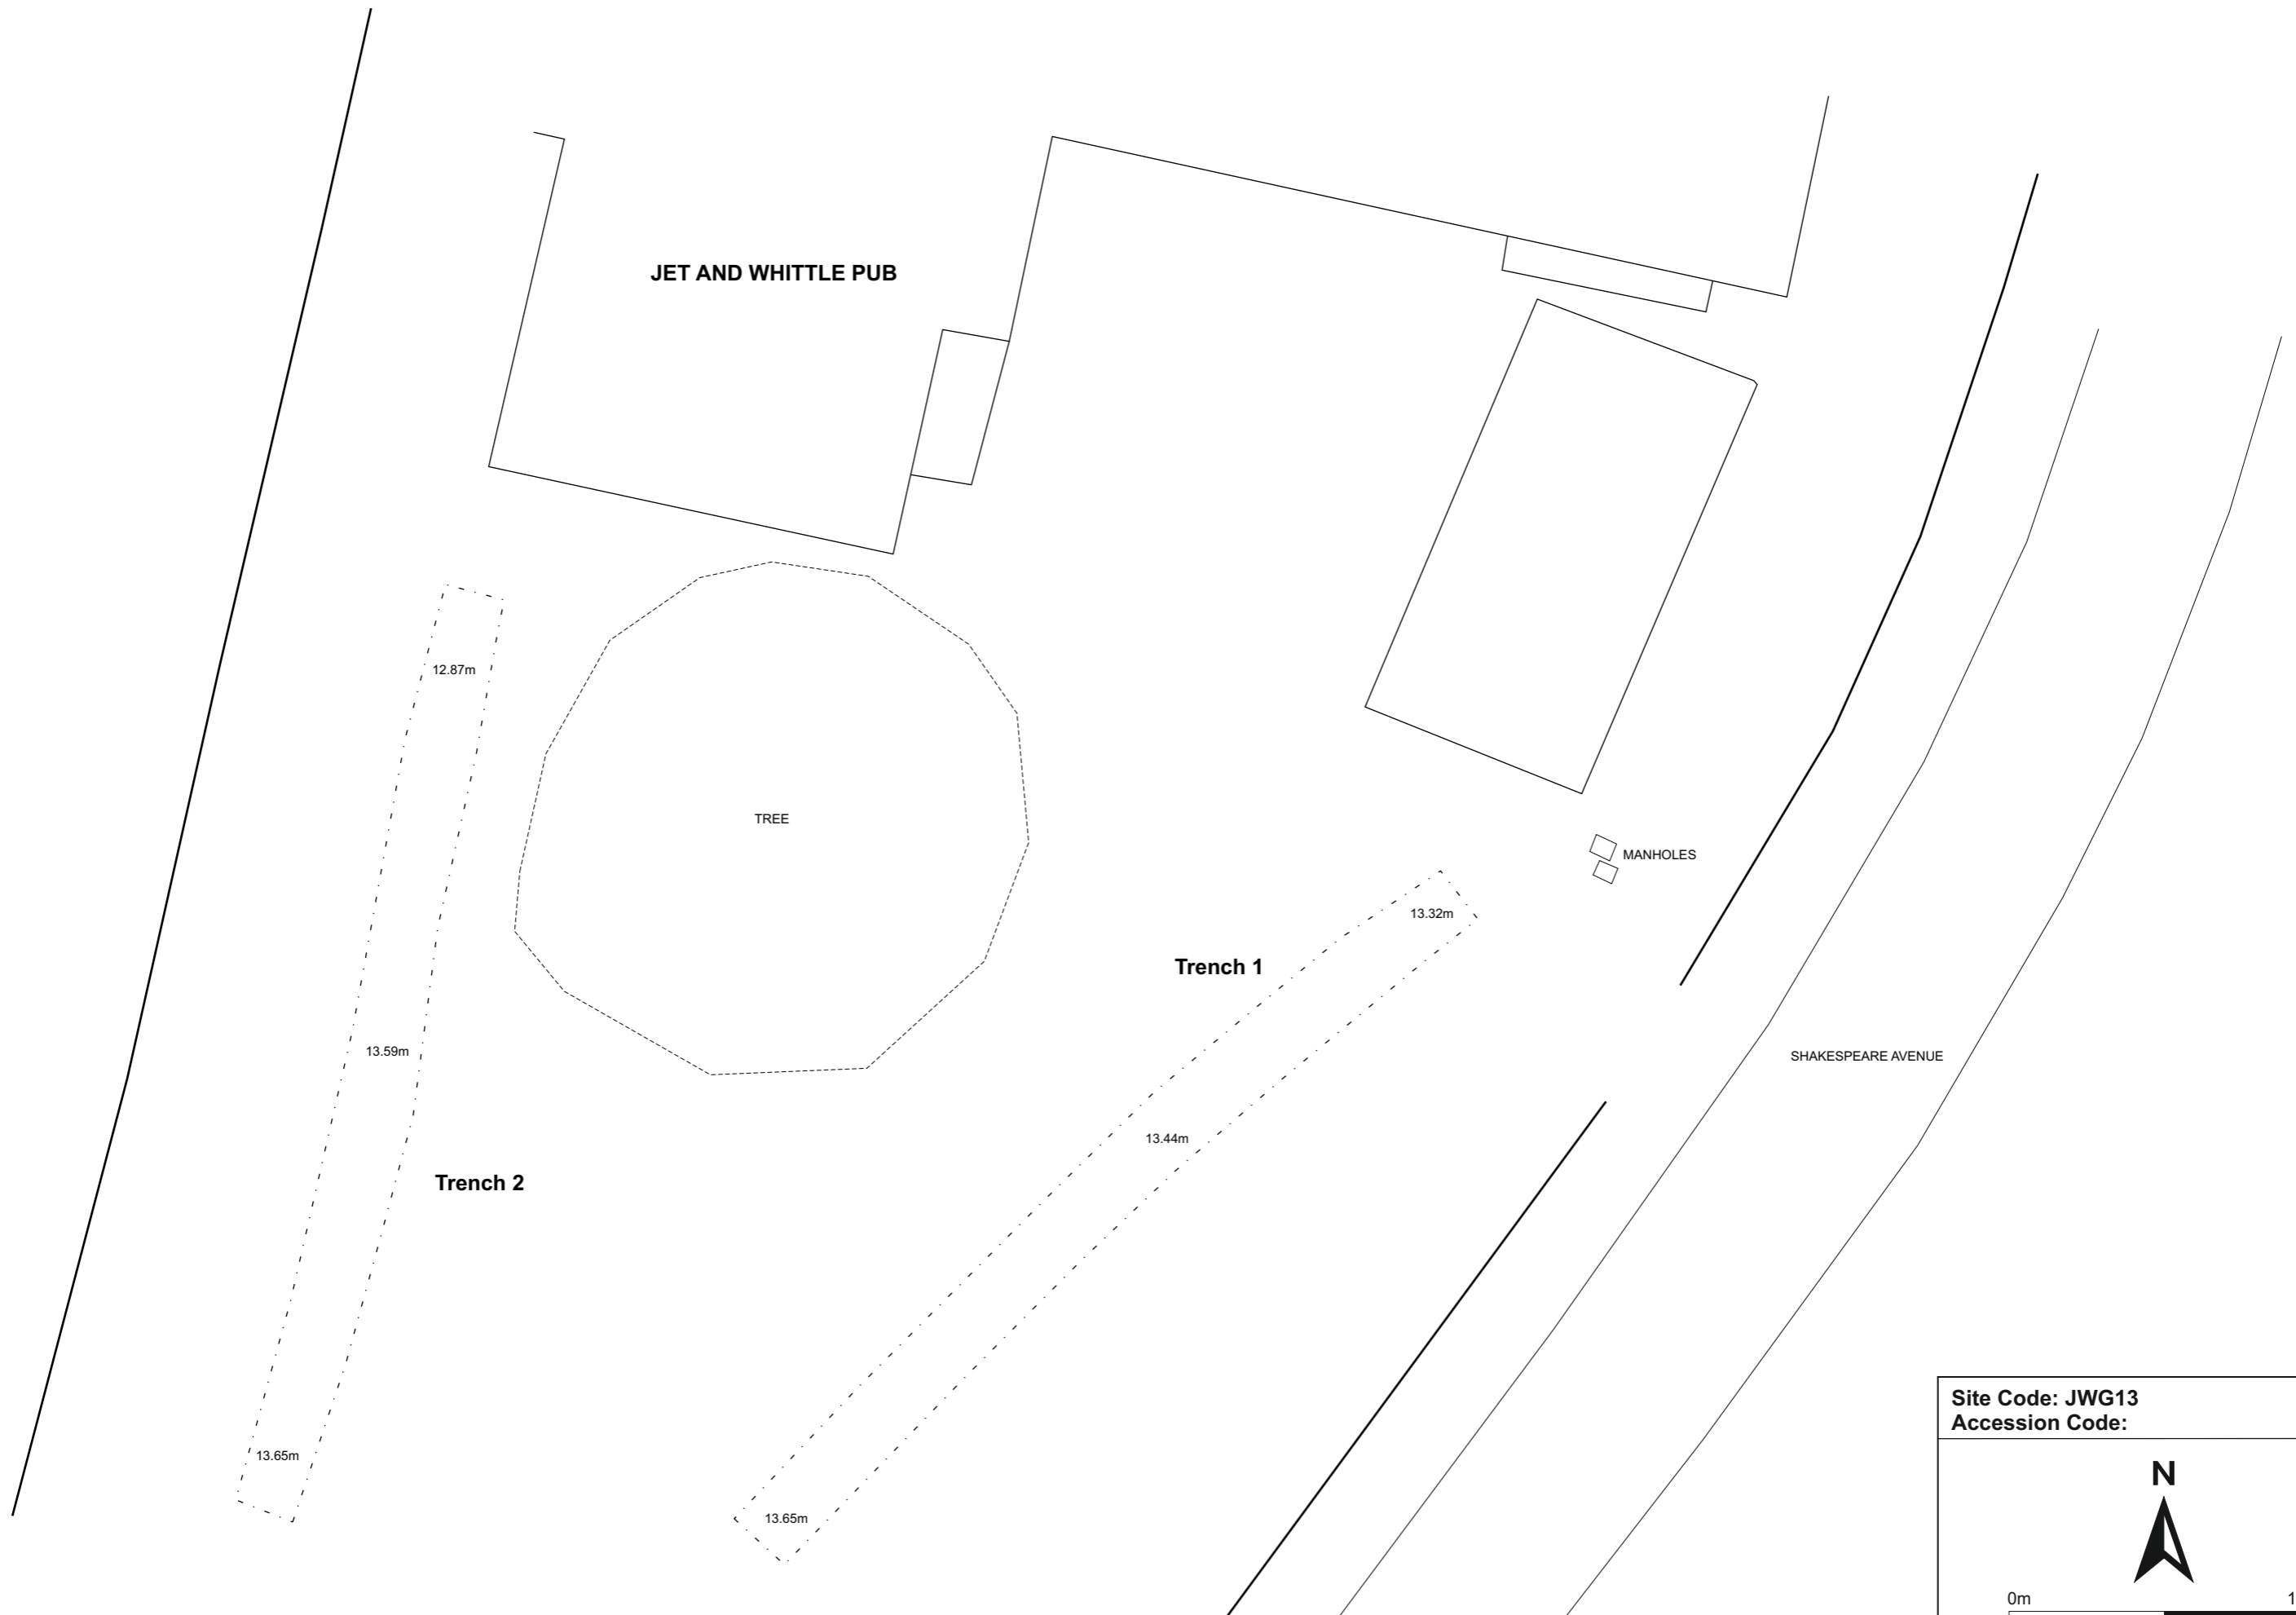 JET AND WHITTLE PUB
12.87m
TREE
MANHOLES
13.32m
Trench 1
13.59m
SHAKESPEARE AVENUE
13.44m
Trench 2
13.65m
13.65m
Site Code: JWG13
Accession Code:
N
0m